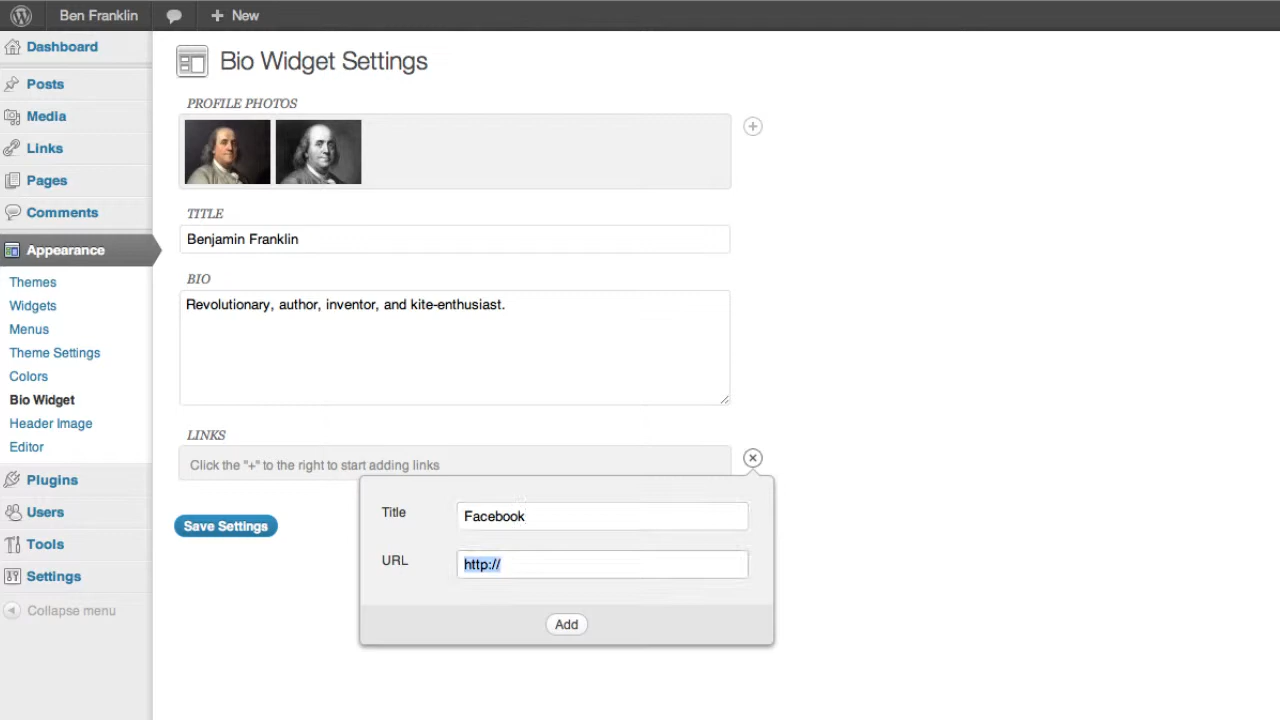 Ben Franklin
New
Dashboard
Posts
Media
Links
Pages
Comments
Appearance
Themes
Widgets
Menus
Theme Settings
Colors
Bio Widget
Header Image
Editor
Plugins
Users
Tools
Settings
Collapse menu
Bio Widget Settings
PROFILE PHOTOS
TITLE
Benjamin Franklin
BIO
Revolutionary, author, inventor, and kite-enthusiast.
LINKS
Click the "+" to the right to start adding links
Title
Facebook
URL
http://
Add
Save Settings